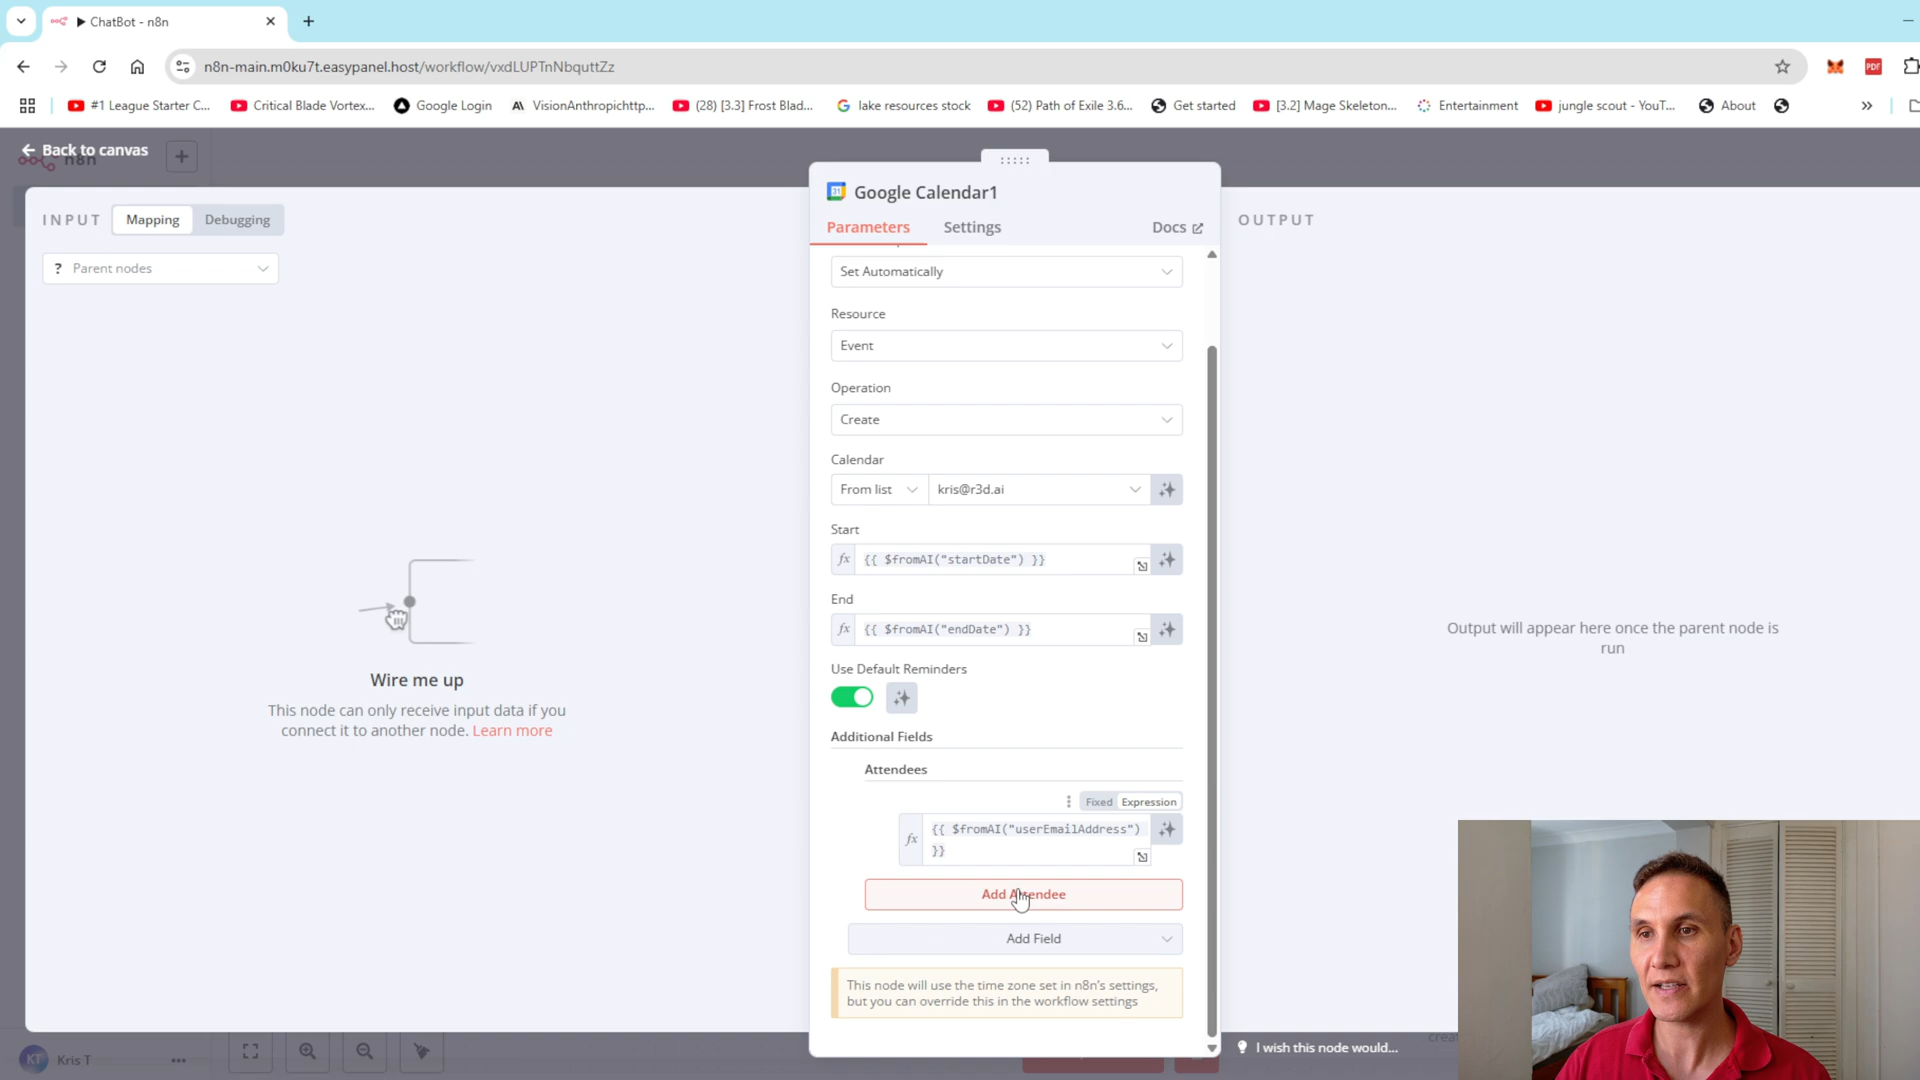 ChatBot - n8n
n8n-main.m0ku7t.easypanel.host/workflow/vxdLUPTnNbquttZz
#1 League Starter C...
Critical Blade Vortex...
Google Login
VisionAnthropichttp...
(28) [3.3] Frost Blad...
lake resources stock
(52) Path of Exile 3.6...
Get started
[3.2] Mage Skeleton...
Entertainment
jungle scout - YouT...
About
Back to canvas
n8n
INPUT
Mapping
Debugging
? Parent nodes
Wire me up
This node can only receive input data if you
connect it to another node. Learn more
Google Calendar1
Parameters
Settings
Docs
Set Automatically
Resource
Event
Operation
Create
Calendar
From list
kris@r3d.ai
Start
fx {{ $fromAI("startDate") }}
End
fx {{ $fromAI("endDate") }}
Use Default Reminders
Additional Fields
Attendees
Fixed
Expression
fx {{ $fromAI("userEmailAddress")
}}
Add Attendee
Add Field
This node will use the time zone set in n8n's settings,
but you can override this in the workflow settings
OUTPUT
Output will appear here once the parent node is
run
KT Kris T
I wish this node would...